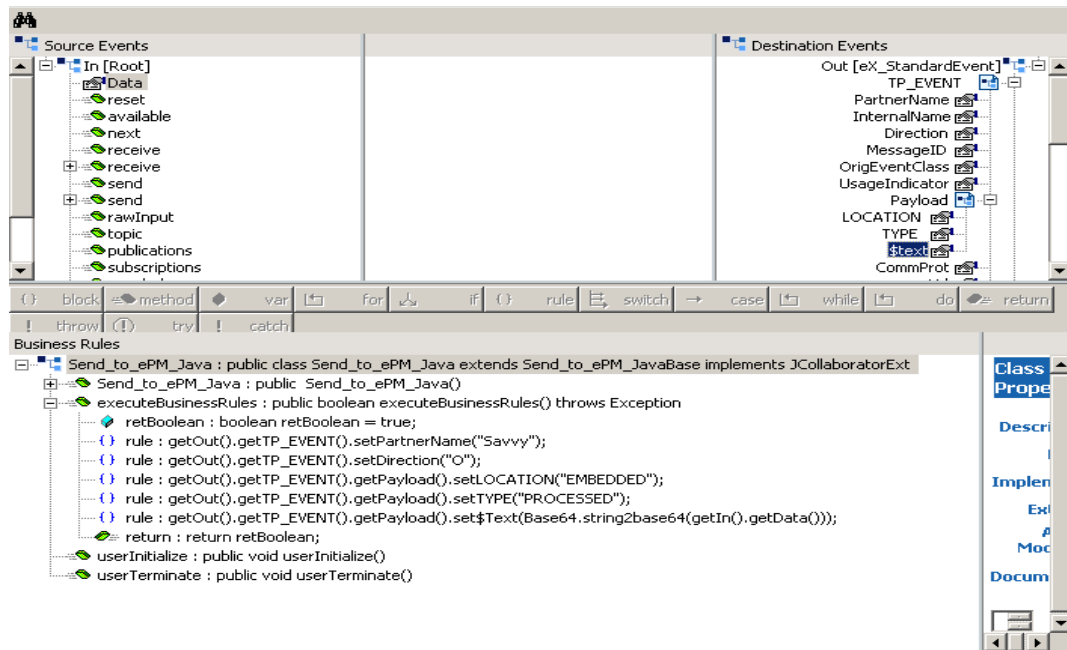 Source Events
Destination Events
In [Root]
Data
reset
available
next
receive
receive
send
send
rawInput
topic
publications
subscriptions
Out [eX_StandardEvent]
TP_EVENT
PartnerName
InternalName
Direction
MessageID
OrigEventClass
UsageIndicator
Payload
LOCATION
TYPE
$text
CommProt
{} block method var for if {} rule switch case while do return
! throw (!) try ! catch
Business Rules
Send_to_ePM_Java : public class Send_to_ePM_Java extends Send_to_ePM_JavaBase implements JCollaboratorExt
Send_to_ePM_Java : public Send_to_ePM_Java()
executeBusinessRules : public boolean executeBusinessRules() throws Exception
retBoolean : boolean retBoolean = true;
{} rule : getOut().getTP_EVENT().setPartnerName("Savvy");
{} rule : getOut().getTP_EVENT().setDirection("O");
{} rule : getOut().getTP_EVENT().getPayload().setLOCATION("EMBEDDED");
{} rule : getOut().getTP_EVENT().getPayload().setTYPE("PROCESSED");
{} rule : getOut().getTP_EVENT().getPayload().set$Text(Base64.string2base64(getIn().getData()));
return : return retBoolean;
userInitialize : public void userInitialize()
userTerminate : public void userTerminate()
Class
Prope
Descri
Implen
Ext
Moc
Docum